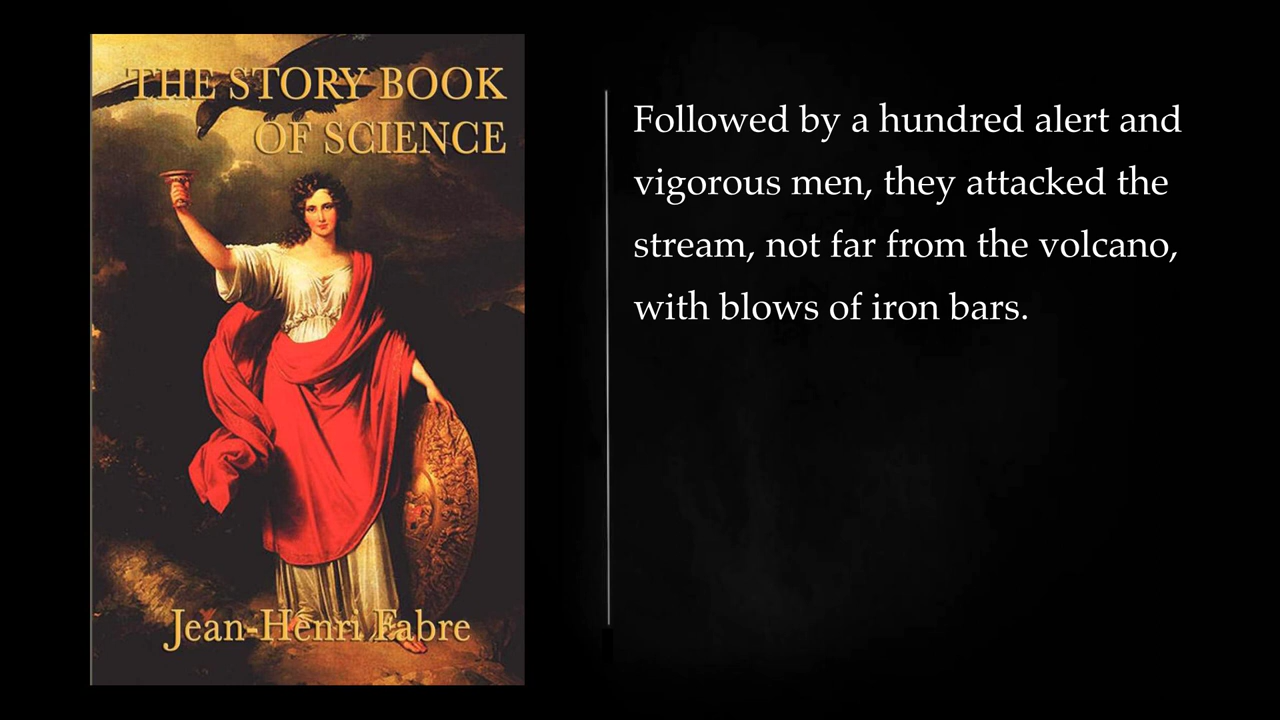 THE STORY BOOK
OF SCIENCE
Jean-Henri Fabre
Followed by a hundred alert and
vigorous men, they attacked the
stream, not far from the volcano,
with blows of iron bars.